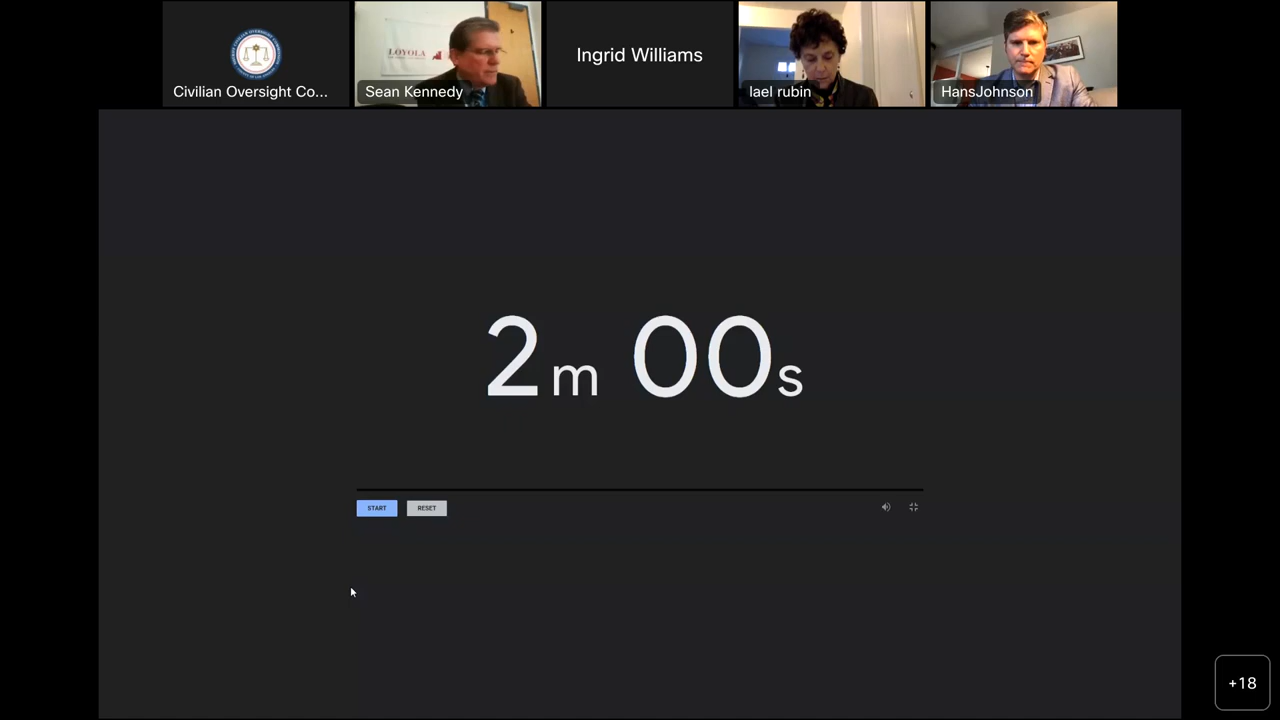 Civilian Oversight Co...
LOYOLA
Sean Kennedy
Ingrid Williams
lael rubin
HansJohnson
2m 00s
START
RESET
+18